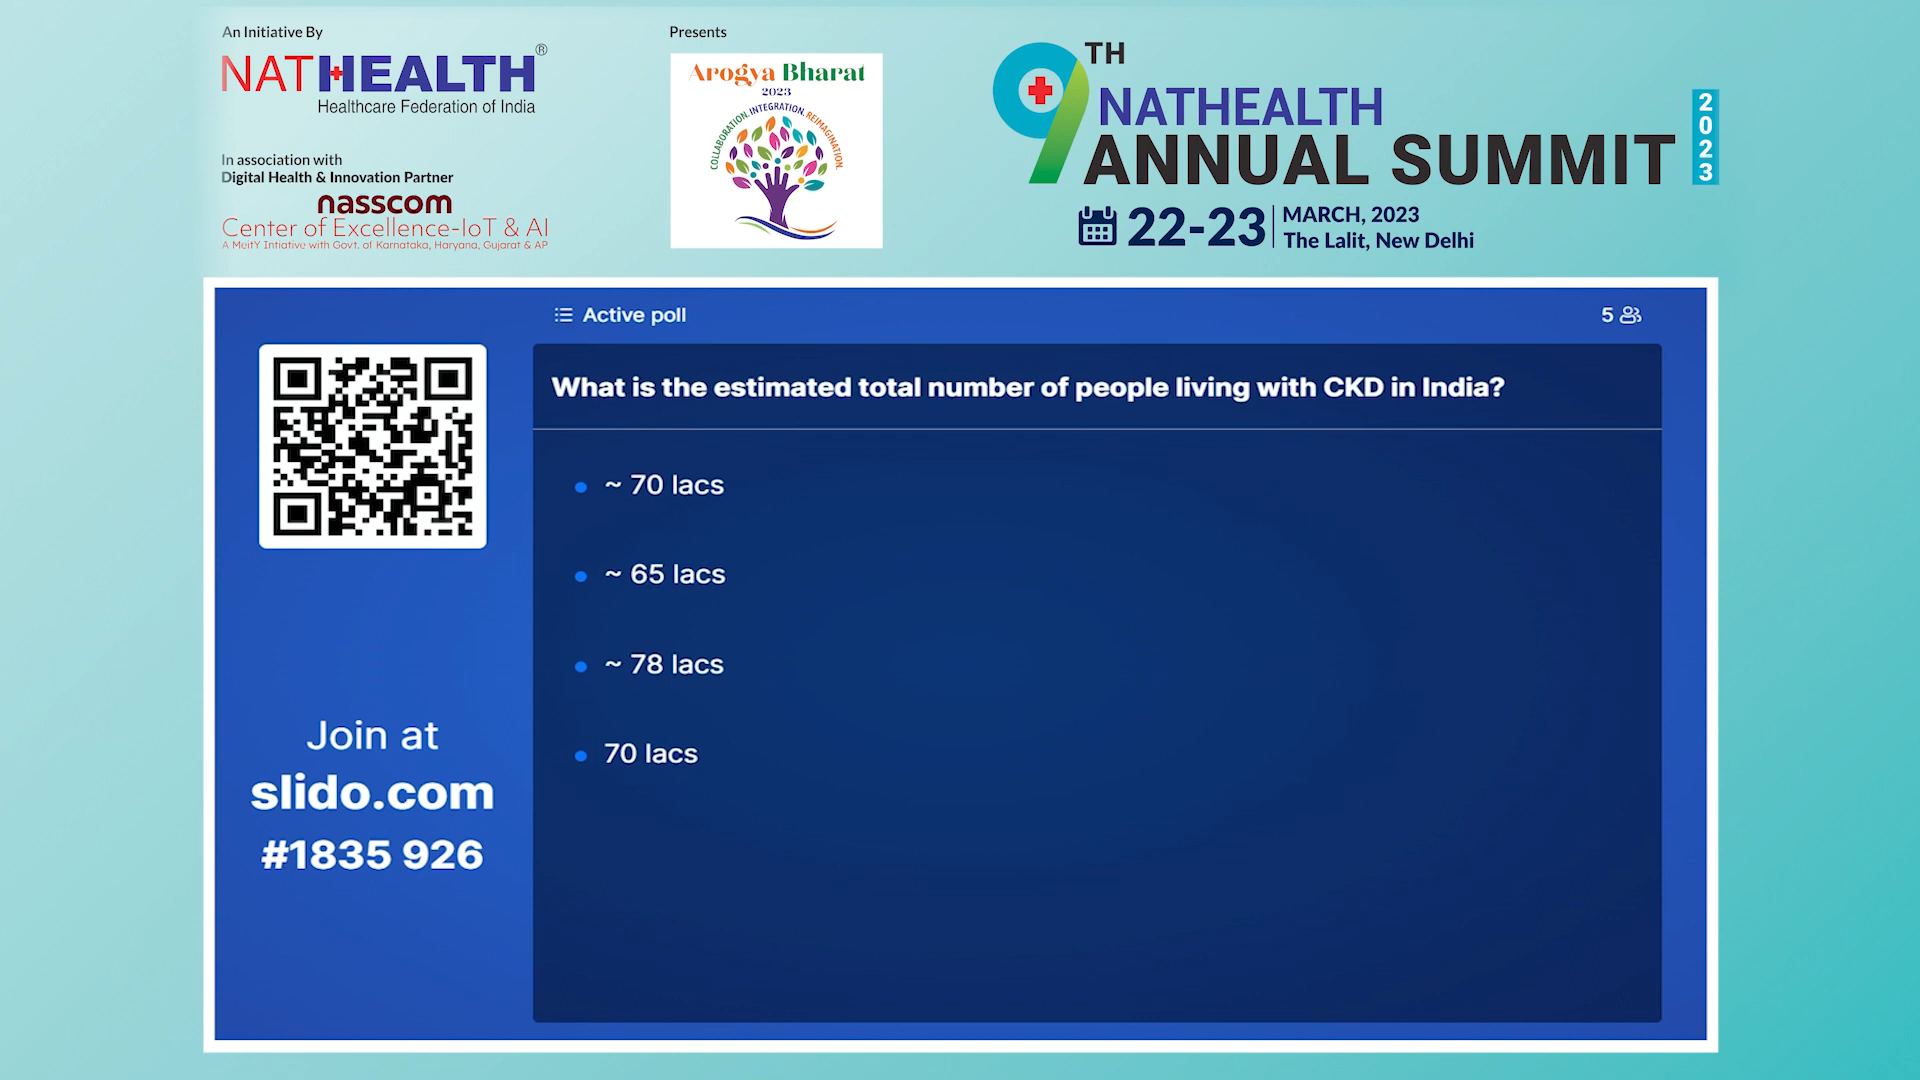 An Initiative By
NATHEALTH®
Healthcare Federation of India
In association with
Digital Health & Innovation Partner
nasscom
Center of Excellence-IoT & AI
A MeitY Intiative with Govt. of Karnataka, Haryana, Gujarat & AP
Presents
Arogya Bharat
2023
COLLABORATION. INTEGRATION. REIMAGINATION.
9TH
NATHEALTH
ANNUAL SUMMIT
2023
22-23
MARCH, 2023
The Lalit, New Delhi
Active poll
5
What is the estimated total number of people living with CKD in India?
~ 70 lacs
~ 65 lacs
~ 78 lacs
70 lacs
Join at
slido.com
#1835 926